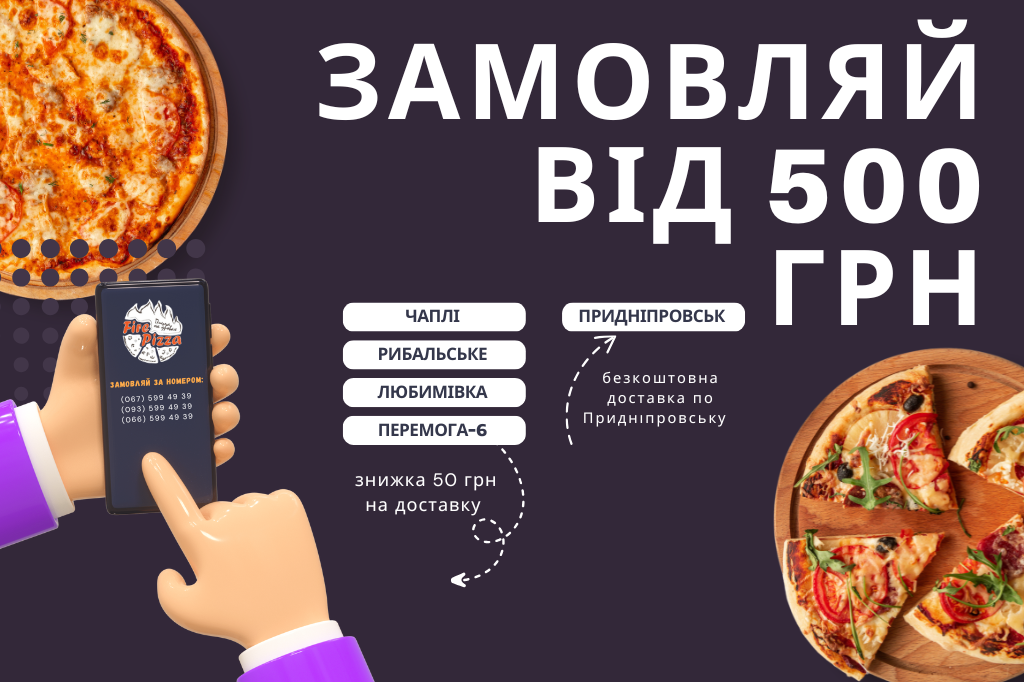 ЗАМОВЛЯЙ
ВІД 500
ГРН
ЧАПЛІ
РИБАЛЬСЬКЕ
ЛЮБИМІВКА
ПЕРЕМОГА-6
знижка 50 грн
на доставку
ПРИДНІПРОВСЬК
безкоштовна
доставка по
Придніпровську
Fire
Pizza
ЗАМОВЛЯЙ ЗА НОМЕРОМ:
(067) 599 49 39
(093) 599 49 39
(066) 599 49 39